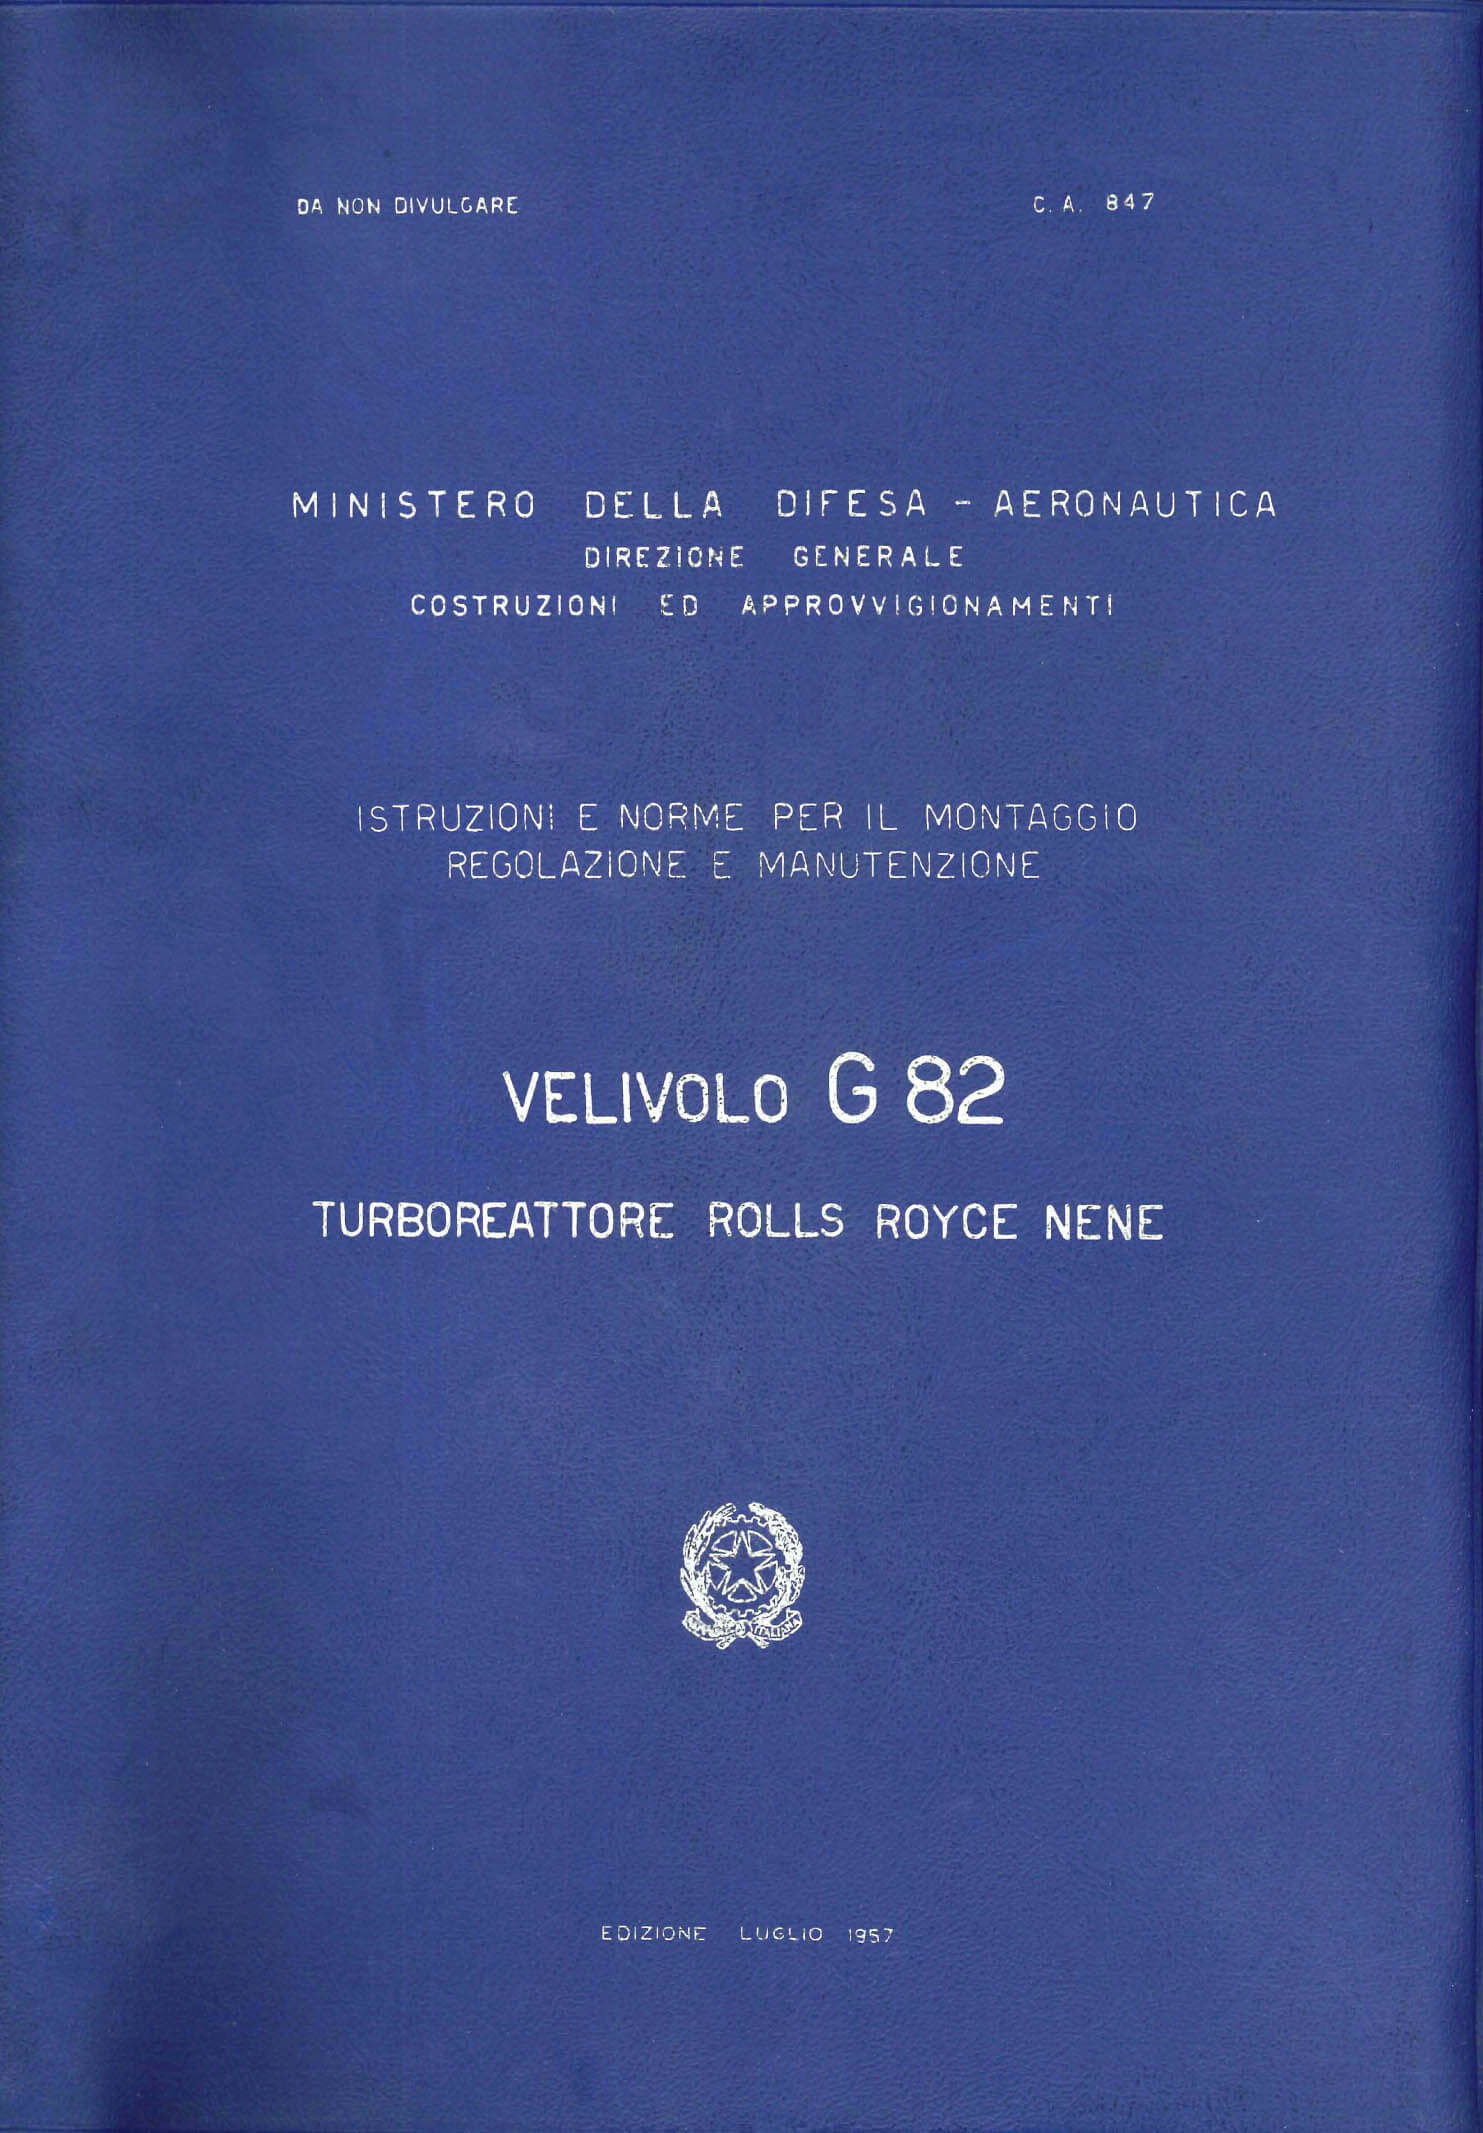 DA NON DIVULGARE
C. A. 847
MINISTERO DELLA DIFESA - AERONAUTICA
DIREZIONE GENERALE
COSTRUZIONI ED APPROVVIGIONAMENTI
ISTRUZIONI E NORME PER IL MONTAGGIO
REGOLAZIONE E MANUTENZIONE
VELIVOLO G 82
TURBOREATTORE ROLLS ROYCE NENE
ITALIANA
EDIZIONE LUGLIO 1957